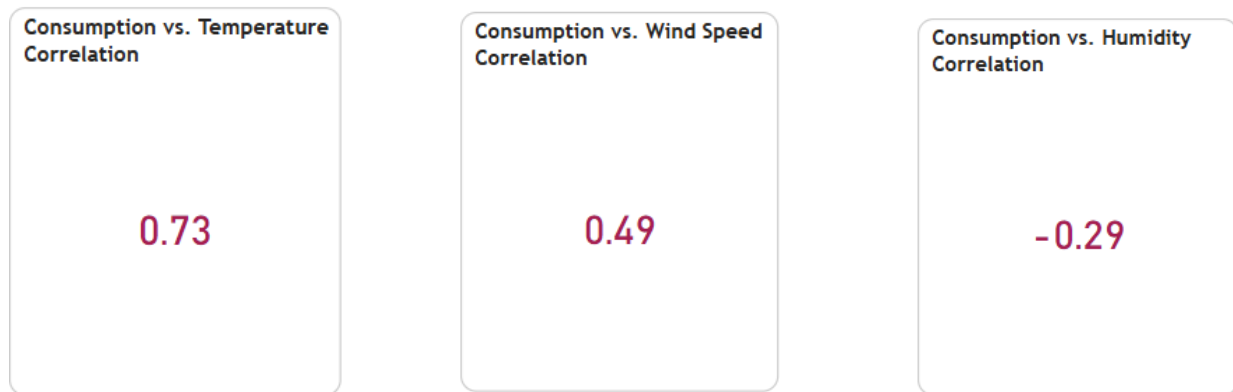 Consumption vs. Temperature
Correlation
0.73
Consumption vs. Wind Speed
Correlation
0.49
Consumption vs. Humidity
Correlation
-0.29